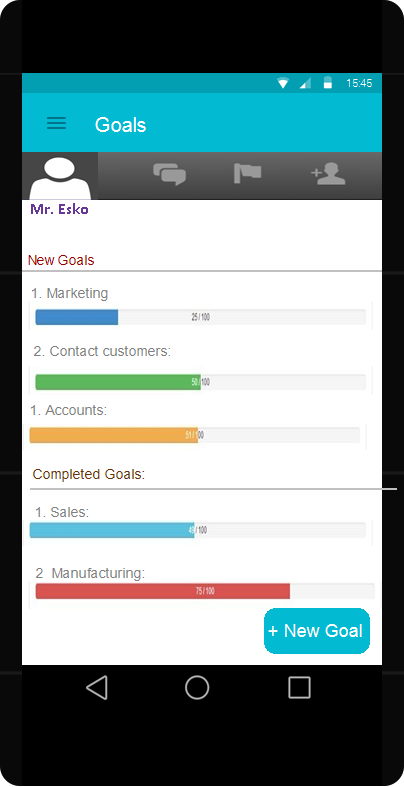 15:45
Goals
Mr. Esko
New Goals
1. Marketing
25 / 100
2. Contact customers:
50 / 100
1. Accounts:
51 / 100
Completed Goals:
1. Sales:
/100
2 Manufacturing:
75 / 100
+ New Goal